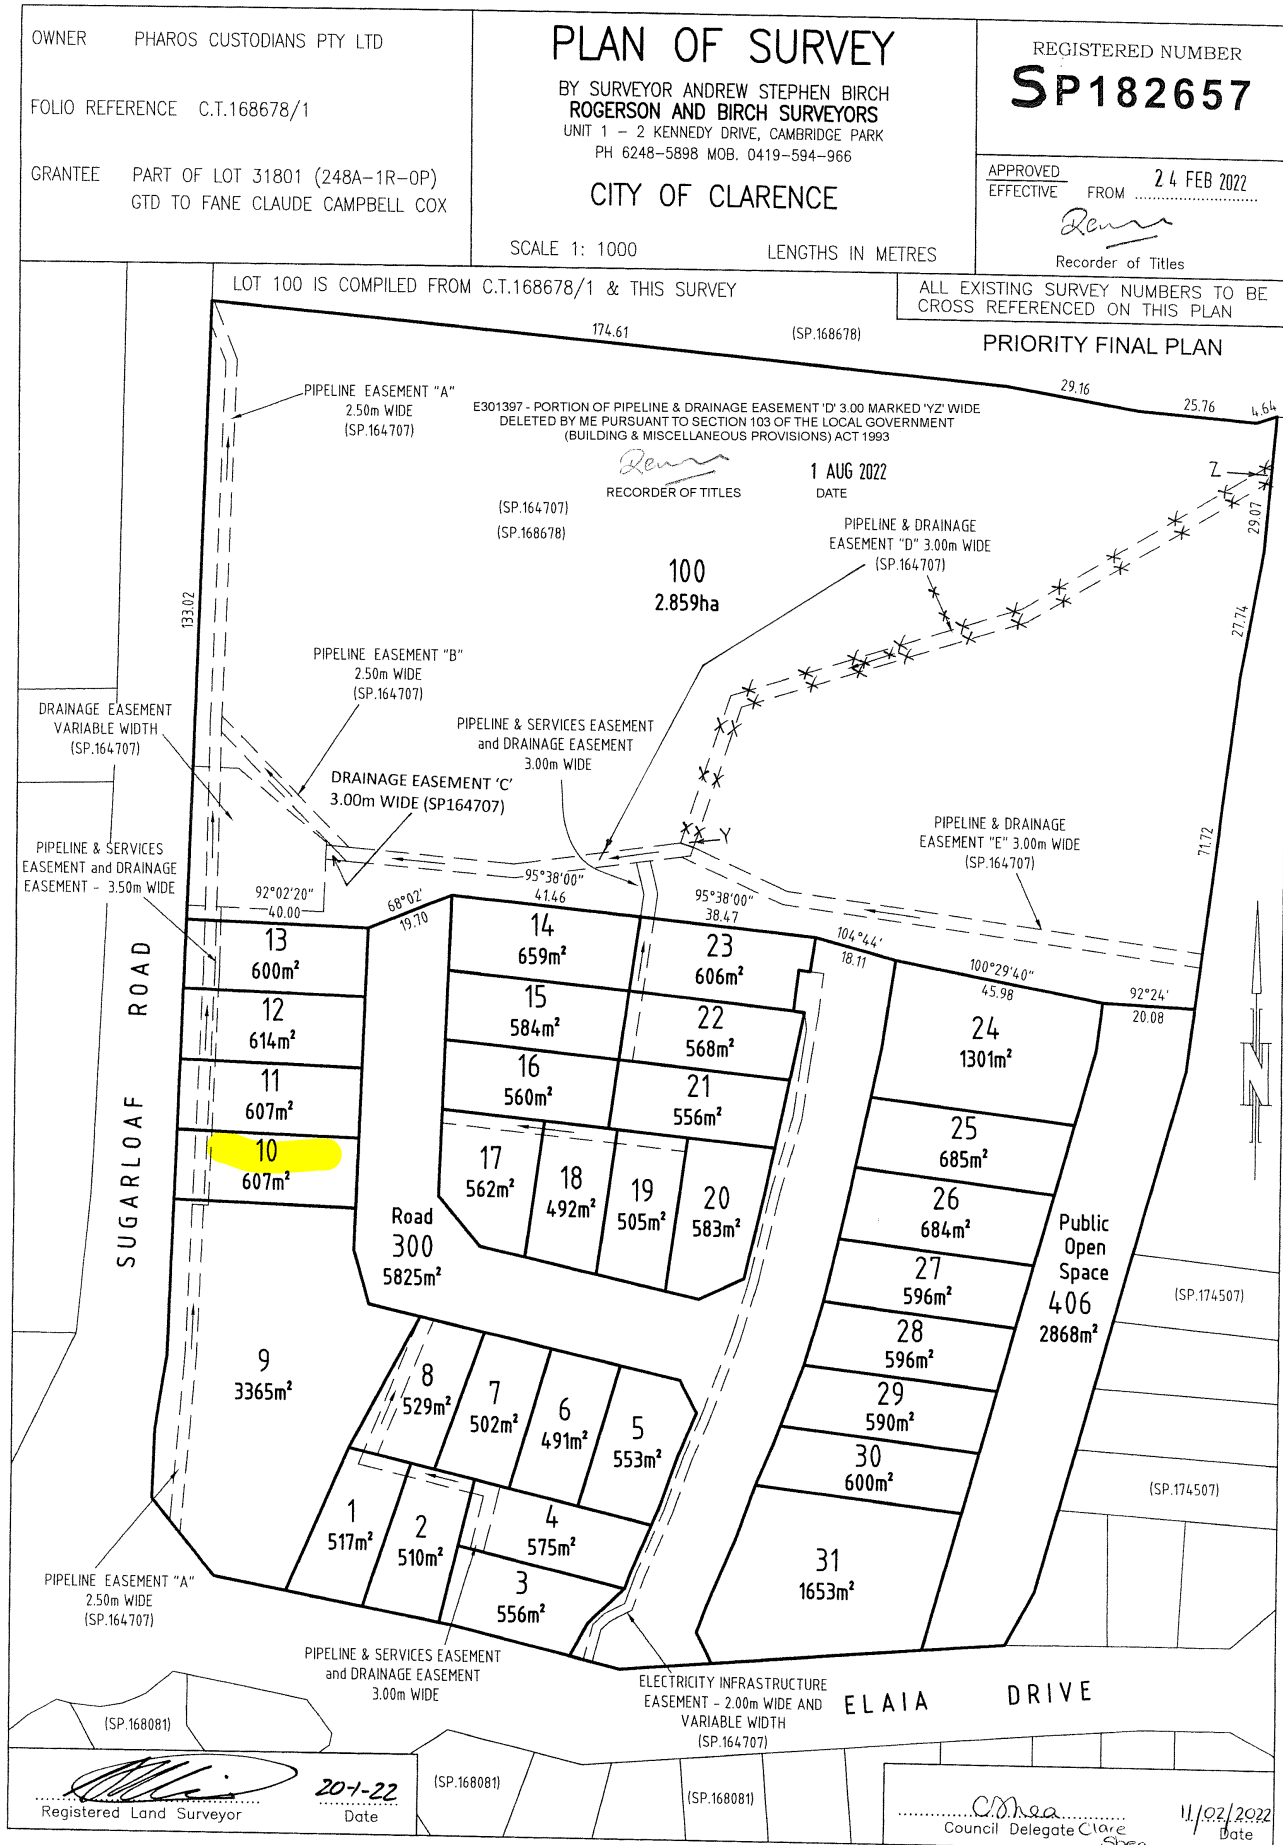 OWNER PHAROS CUSTODIANS PTY LTD
FOLIO REFERENCE C.T.168678/1
GRANTEE PART OF LOT 31801 (248A-1R-0P)
GTD TO FANE CLAUDE CAMPBELL COX
PLAN OF SURVEY
BY SURVEYOR ANDREW STEPHEN BIRCH
ROGERSON AND BIRCH SURVEYORS
UNIT 1 – 2 KENNEDY DRIVE, CAMBRIDGE PARK
PH 6248–5898 MOB. 0419–594–966
CITY OF CLARENCE
SCALE 1: 1000 LENGTHS IN METRES
REGISTERED NUMBER
SP182657
APPROVED
EFFECTIVE FROM 24 FEB 2022
Recorder of Titles
LOT 100 IS COMPILED FROM C.T.168678/1 & THIS SURVEY
ALL EXISTING SURVEY NUMBERS TO BE
CROSS REFERENCED ON THIS PLAN
PRIORITY FINAL PLAN
174.61
(SP.168678)
29.16
25.76
4.64
PIPELINE EASEMENT "A"
2.50m WIDE
(SP.164707)
E301397 - PORTION OF PIPELINE & DRAINAGE EASEMENT 'D' 3.00 MARKED 'YZ' WIDE
DELETED BY ME PURSUANT TO SECTION 103 OF THE LOCAL GOVERNMENT
(BUILDING & MISCELLANEOUS PROVISIONS) ACT 1993
RECORDER OF TITLES
1 AUG 2022
DATE
Z
29.07
(SP.164707)
(SP.168678)
PIPELINE & DRAINAGE
EASEMENT "D" 3.00m WIDE
(SP.164707)
100
2.859ha
133.02
27.74
PIPELINE EASEMENT "B"
2.50m WIDE
(SP.164707)
DRAINAGE EASEMENT
VARIABLE WIDTH
(SP.164707)
PIPELINE & SERVICES EASEMENT
and DRAINAGE EASEMENT
3.00m WIDE
DRAINAGE EASEMENT 'C'
3.00m WIDE (SP164707)
Y
PIPELINE & DRAINAGE
EASEMENT "E" 3.00m WIDE
(SP.164707)
71.72
PIPELINE & SERVICES
EASEMENT and DRAINAGE
EASEMENT - 3.50m WIDE
92°02'20"
40.00
68°02'
19.70
95°38'00"
41.46
95°38'00"
38.47
104°44'
18.11
100°29'40"
45.98
92°24'
20.08
13
600m²
14
659m²
23
606m²
12
614m²
15
584m²
22
568m²
24
1301m²
N
11
607m²
16
560m²
21
556m²
25
685m²
10
607m²
17
562m²
18
492m²
19
505m²
20
583m²
26
684m²
SUGARLOAF ROAD
Road
300
5825m²
Public
Open
Space
406
2868m²
27
596m²
(SP.174507)
28
596m²
9
3365m²
8
529m²
7
502m²
6
491m²
5
553m²
29
590m²
30
600m²
(SP.174507)
1
517m²
2
510m²
4
575m²
3
556m²
31
1653m²
PIPELINE EASEMENT "A"
2.50m WIDE
(SP.164707)
PIPELINE & SERVICES EASEMENT
and DRAINAGE EASEMENT
3.00m WIDE
ELECTRICITY INFRASTRUCTURE
EASEMENT - 2.00m WIDE AND
VARIABLE WIDTH
(SP.164707)
ELAIA DRIVE
(SP.168081)
(SP.168081)
(SP.168081)
20-1-22
Registered Land Surveyor Date
C Shea 11/02/2022
Council Delegate Clare Date
Shea